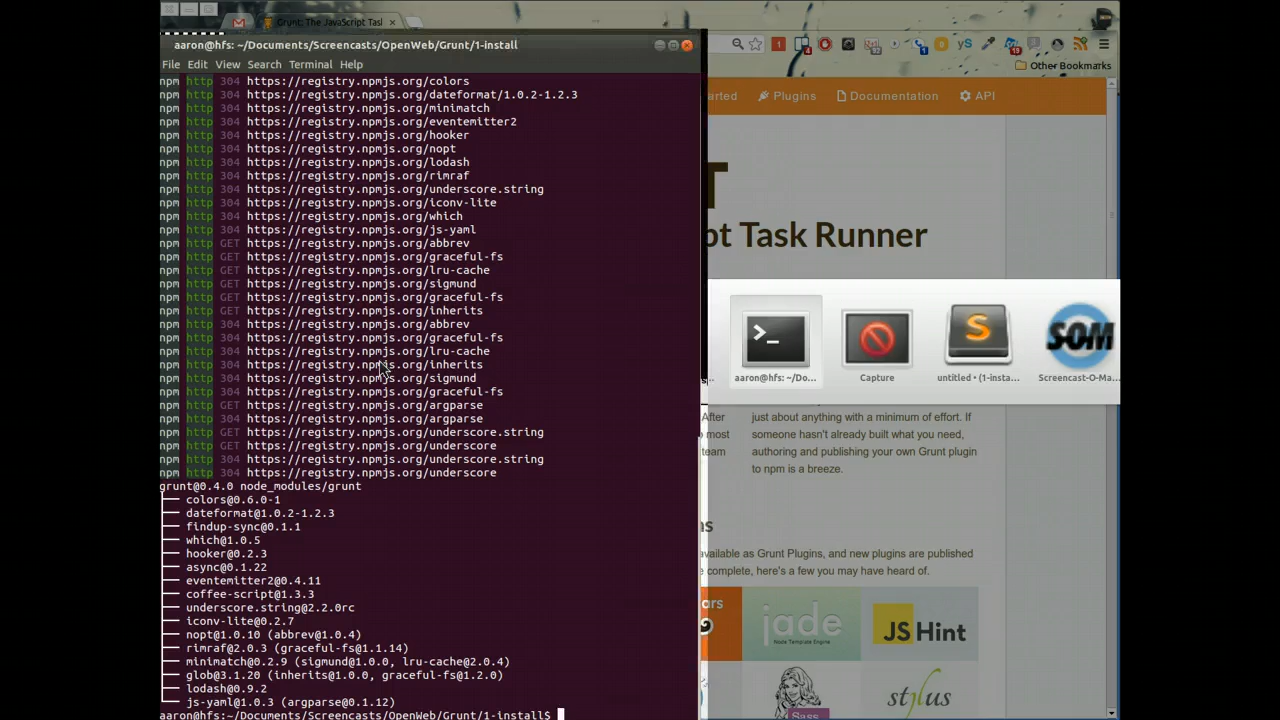 Grunt: The JavaScript Tasl
aaron@hfs: ~/Documents/Screencasts/OpenWeb/Grunt/1-install
File Edit View Search Terminal Help
Other Bookmarks
npm http 304 https://registry.npmjs.org/colors
npm http 304 https://registry.npmjs.org/dateformat/1.0.2-1.2.3
npm http 304 https://registry.npmjs.org/minimatch
npm http 304 https://registry.npmjs.org/eventemitter2
npm http 304 https://registry.npmjs.org/hooker
npm http 304 https://registry.npmjs.org/nopt
npm http 304 https://registry.npmjs.org/lodash
npm http 304 https://registry.npmjs.org/rimraf
npm http 304 https://registry.npmjs.org/underscore.string
npm http 304 https://registry.npmjs.org/iconv-lite
npm http 304 https://registry.npmjs.org/which
npm http 304 https://registry.npmjs.org/js-yaml
npm http GET https://registry.npmjs.org/abbrev
npm http GET https://registry.npmjs.org/graceful-fs
npm http GET https://registry.npmjs.org/lru-cache
npm http GET https://registry.npmjs.org/sigmund
npm http GET https://registry.npmjs.org/graceful-fs
npm http GET https://registry.npmjs.org/inherits
npm http 304 https://registry.npmjs.org/abbrev
npm http 304 https://registry.npmjs.org/graceful-fs
npm http 304 https://registry.npmjs.org/lru-cache
npm http 304 https://registry.npmjs.org/inherits
npm http 304 https://registry.npmjs.org/sigmund
npm http 304 https://registry.npmjs.org/graceful-fs
npm http GET https://registry.npmjs.org/argparse
npm http 304 https://registry.npmjs.org/argparse
npm http GET https://registry.npmjs.org/underscore.string
npm http GET https://registry.npmjs.org/underscore
npm http 304 https://registry.npmjs.org/underscore.string
npm http 304 https://registry.npmjs.org/underscore
grunt@0.4.0 node_modules/grunt
├── colors@0.6.0-1
├── dateformat@1.0.2-1.2.3
├── findup-sync@0.1.1
├── which@1.0.5
├── hooker@0.2.3
├── async@0.1.22
├── eventemitter2@0.4.11
├── coffee-script@1.3.3
├── underscore.string@2.2.0rc
├── iconv-lite@0.2.7
├── nopt@1.0.10 (abbrev@1.0.4)
├── rimraf@2.0.3 (graceful-fs@1.1.14)
├── minimatch@0.2.9 (sigmund@1.0.0, lru-cache@2.0.4)
├── glob@3.1.20 (inherits@1.0.0, graceful-fs@1.2.0)
├── lodash@0.9.2
└── js-yaml@1.0.3 (argparse@0.1.12)
aaron@hfs:~/Documents/Screencasts/OpenWeb/Grunt/1-install$
arted Plugins Documentation API
T
pt Task Runner
aaron@hfs: ~/Do... Capture untitled • (1-insta... Screencast-O-Ma...
SOM
After
most
team
just about anything with a minimum of effort. If
someone hasn't already built what you need,
authoring and publishing your own Grunt plugin
to npm is a breeze.
ns
available as Grunt Plugins, and new plugins are published
complete, here's a few you may have heard of.
ars
jade
Node Template Engine
JS Hint
Sass
stylus